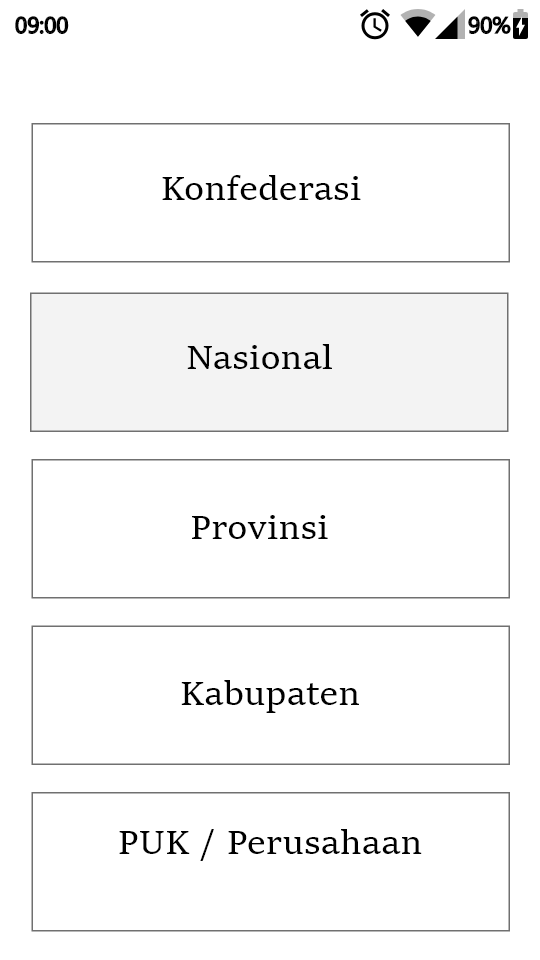 09:00 90%
Konfederasi
Nasional
Provinsi
Kabupaten
PUK / Perusahaan